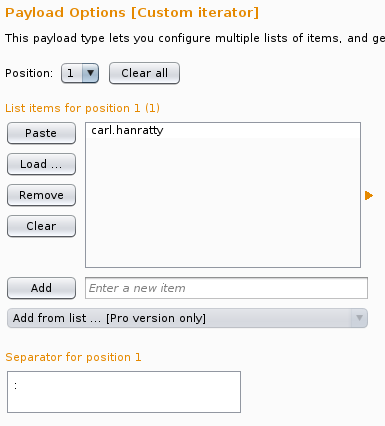 Payload Options [Custom iterator]
This payload type lets you configure multiple lists of items, and ge
Position: 1 Clear all
List items for position 1 (1)
Paste
carl.hanratty
Load ...
Remove
Clear
Add Enter a new item
Add from list ... [Pro version only]
Separator for position 1
: